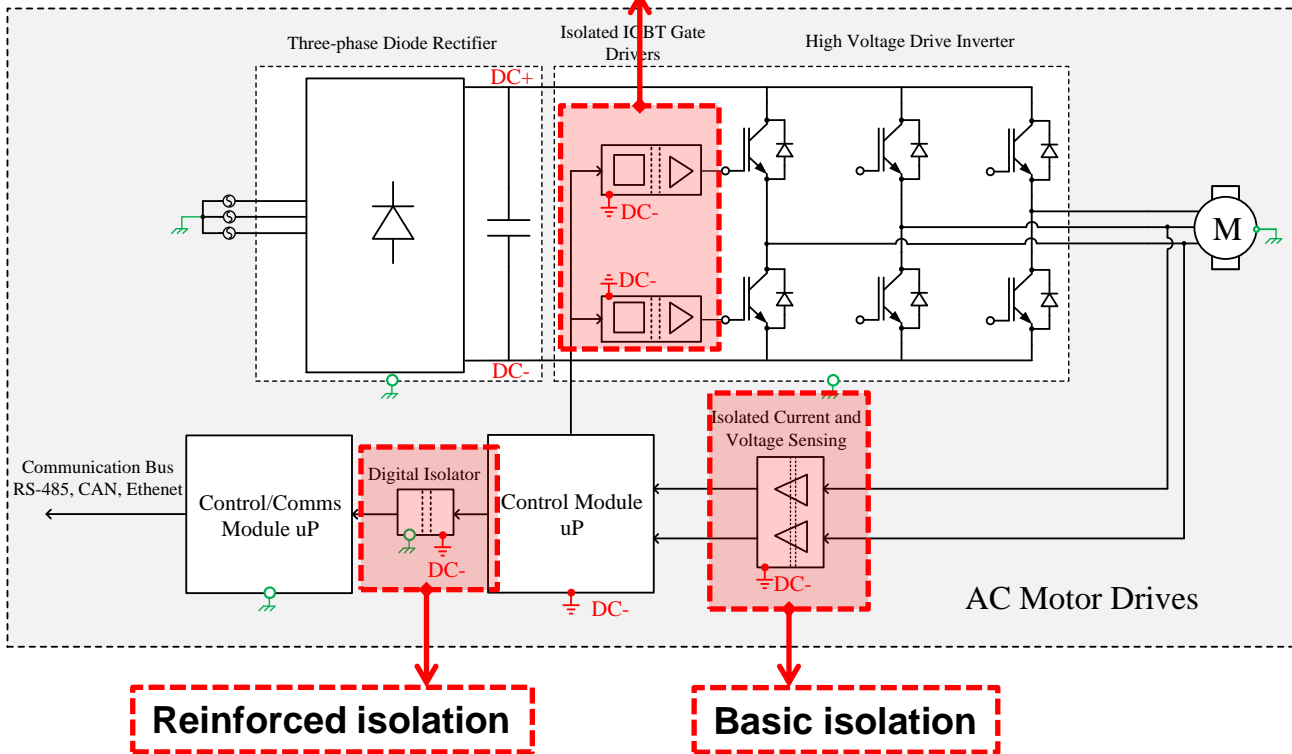 Three-phase Diode Rectifier
Isolated IGBT Gate
Drivers
High Voltage Drive Inverter
DC+
DC-
DC-
M
DC-
Isolated Current and
Voltage Sensing
Communication Bus
RS-485, CAN, Ethenet
Control/Comms
Module uP
Digital Isolator
Control Module
uP
DC-
DC-
DC-
AC Motor Drives
Reinforced isolation
Basic isolation